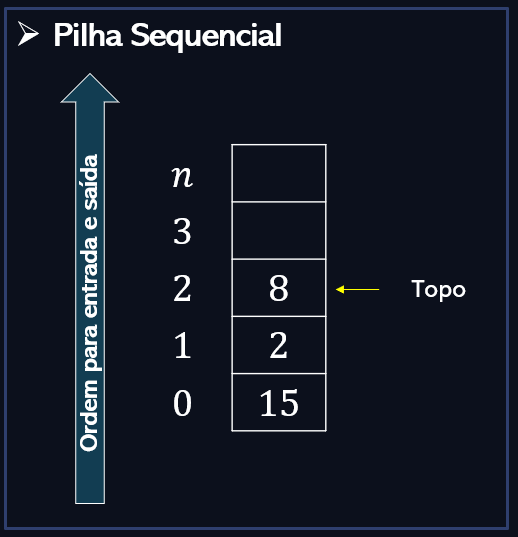 ➢ Pilha Sequencial
Ordem para entrada e saída
n
3
2 8 Topo
1 2
0 15